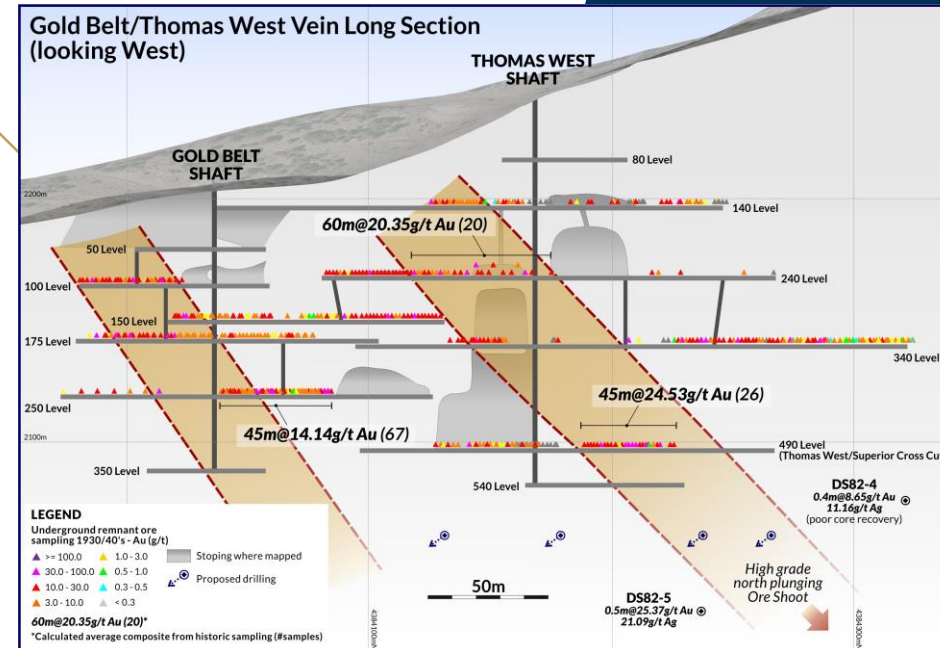 Gold Belt/Thomas West Vein Long Section
(looking West)
THOMAS WEST
SHAFT
GOLD BELT
SHAFT
80 Level
2200m
140 Level
60m@20.35g/t Au (20)
50 Level
240 Level
100 Level
150 Level
175 Level
340 Level
45m@24.53g/t Au (26)
250 Level
45m@14.14g/t Au (67)
2100m
490 Level
(Thomas West/Superior Cross Cu
350 Level
540 Level
DS82-4
0.4m@8.65g/t Au
11.16g/t Ag
(poor core recovery)
LEGEND
Underground remnant ore
sampling 1930/40's - Au (g/t)
>= 100.0 1.0 - 3.0
30.0 - 100.0 0.5 - 1.0
10.0 - 30.0 0.3 - 0.5
3.0 - 10.0 < 0.3
Stoping where mapped
Proposed drilling
60m@20.35g/t Au (20)*
*Calculated average composite from historic sampling (#samples)
50m
High grade
north plunging
Ore Shoot
DS82-5
0.5m@25.37g/t Au
21.09g/t Ag
4384100mN